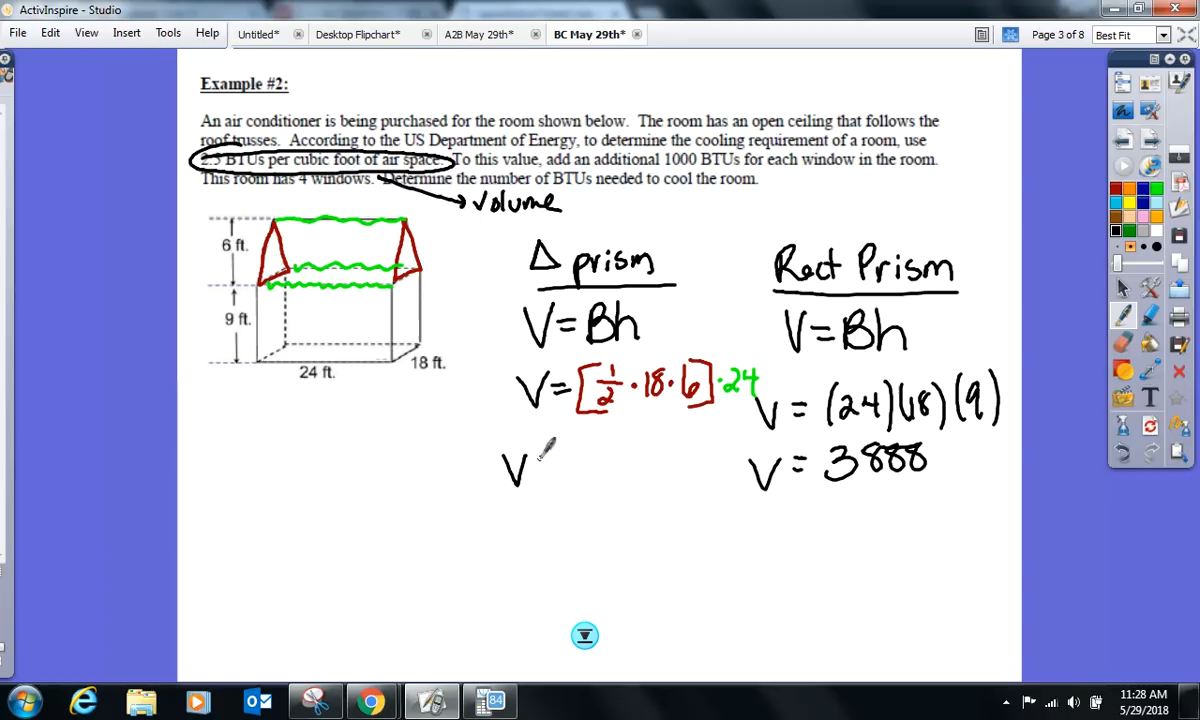 ActivInspire - Studio
File Edit View Insert Tools Help
Untitled* Desktop Flipchart* A2B May 29th* BC May 29th*
Page 3 of 8 Best Fit
Example #2:
An air conditioner is being purchased for the room shown below. The room has an open ceiling that follows the
roof trusses. According to the US Department of Energy, to determine the cooling requirement of a room, use
2.5 BTUs per cubic foot of air space. To this value, add an additional 1000 BTUs for each window in the room.
This room has 4 windows. Determine the number of BTUs needed to cool the room.
Volume
6 ft.
9 ft.
24 ft.
18 ft.
Δ prism
V = Bh
V = [1/2 · 18 · 6] · 24
V
Rect Prism
V = Bh
V = (24)(18)(9)
V = 3888
84
11:28 AM
5/29/2018